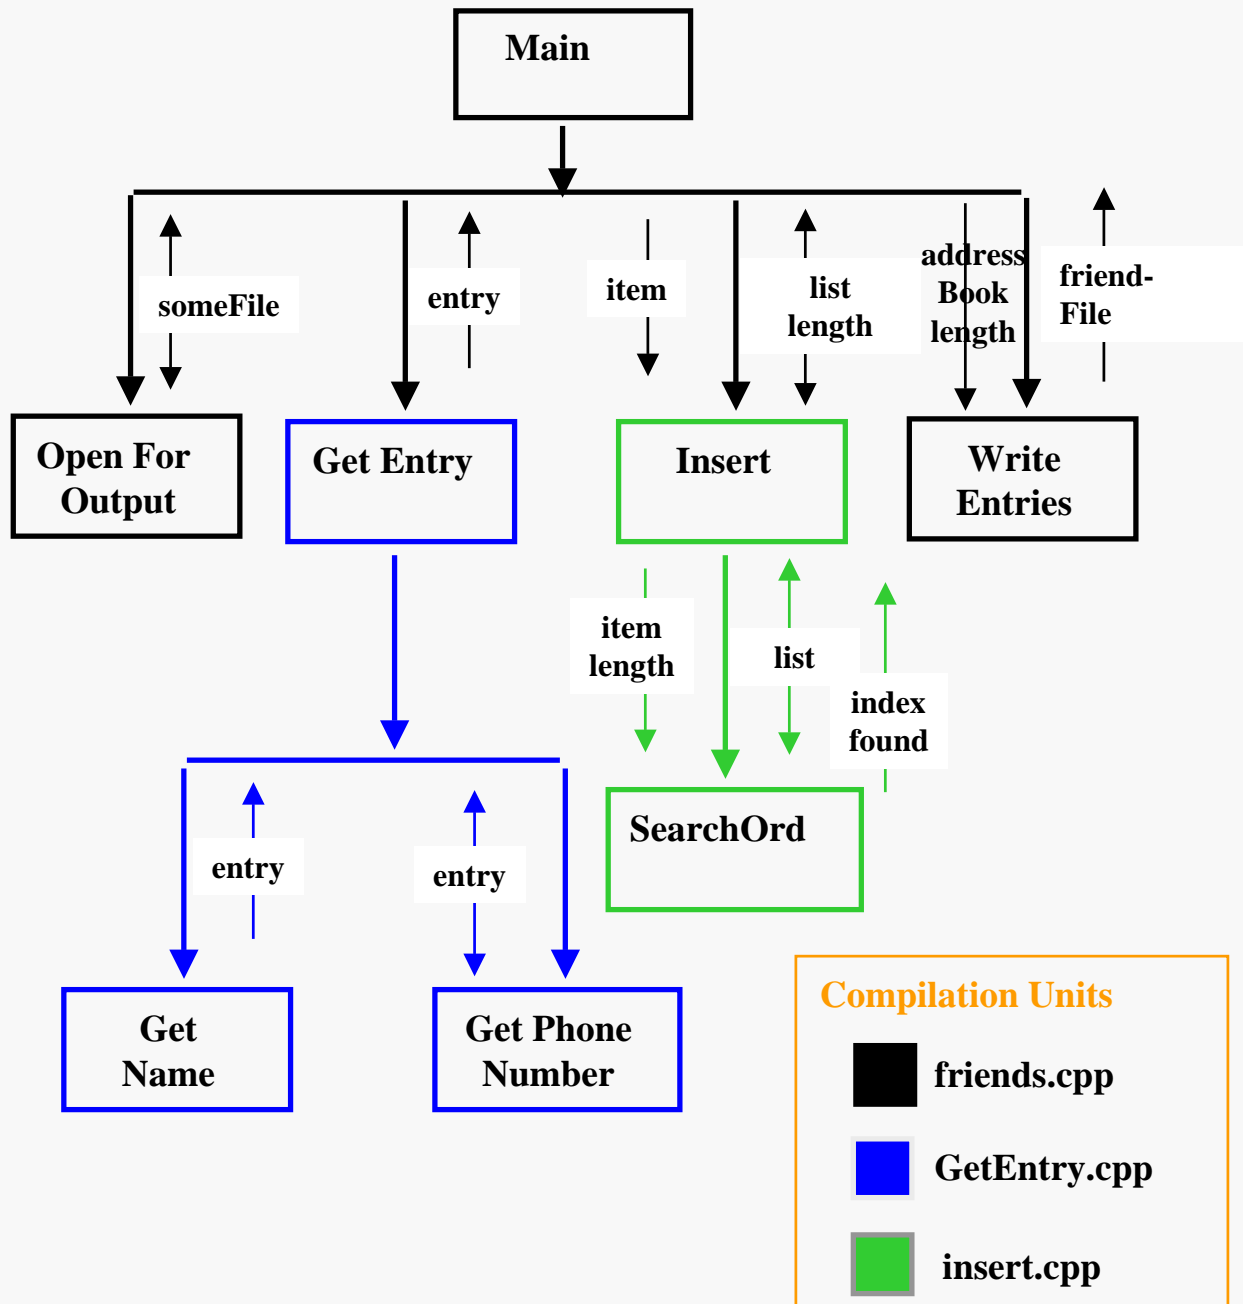 Main
someFile
entry
item
list
length
address
Book
length
friend-
File
Open For
Output
Get Entry
Insert
Write
Entries
item
length
list
index
found
SearchOrd
entry
entry
Get
Name
Get Phone
Number
Compilation Units
friends.cpp
GetEntry.cpp
insert.cpp